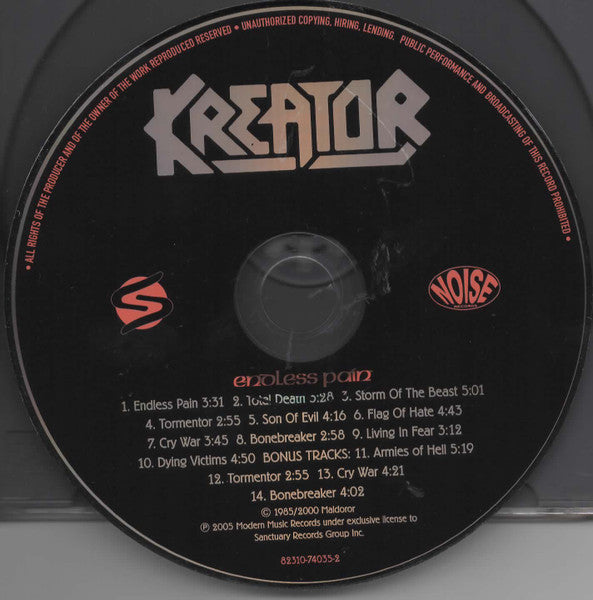 • ALL RIGHTS OF THE PRODUCER AND OF THE OWNER OF THE WORK REPRODUCED RESERVED • UNAUTHORIZED COPYING, HIRING, LENDING, PUBLIC PERFORMANCE AND BROADCASTING OF THIS RECORD PROHIBITED •
KREATOR
S
NOISE
RECORDS
endless pain
1. Endless Pain 3:31 2. Total Death 3:28 3. Storm Of The Beast 5:01
4. Tormentor 2:55 5. Son Of Evil 4:16 6. Flag Of Hate 4:43
7. Cry War 3:45 8. Bonebreaker 2:58 9. Living In Fear 3:12
10. Dying Victims 4:50 BONUS TRACKS: 11. Armies of Hell 5:19
12. Tormentor 2:55 13. Cry War 4:21
14. Bonebreaker 4:02
© 1985/2000 Maldoror
℗ 2005 Modern Music Records under exclusive license to
Sanctuary Records Group Inc.
82310-74035-2